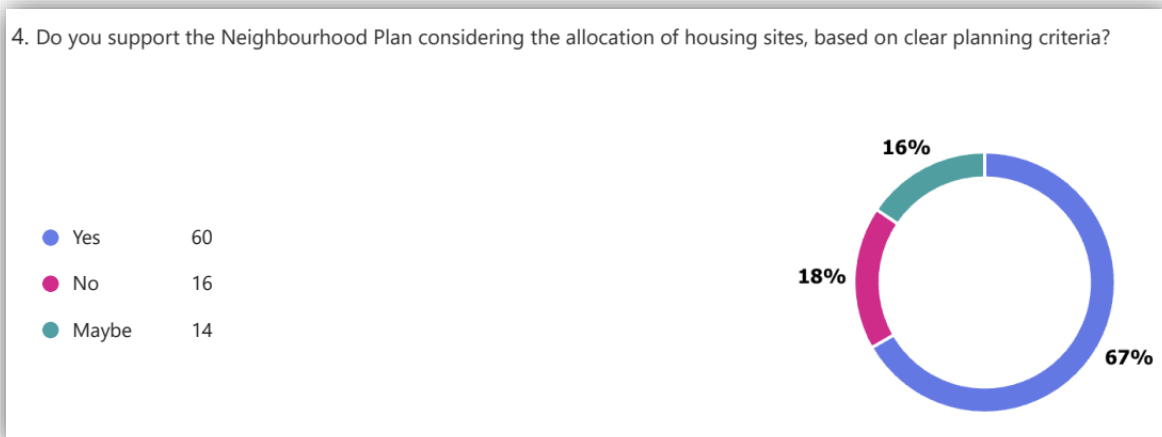 4. Do you support the Neighbourhood Plan considering the allocation of housing sites, based on clear planning criteria?
16%
Yes 60
18%
No 16
Maybe 14
67%